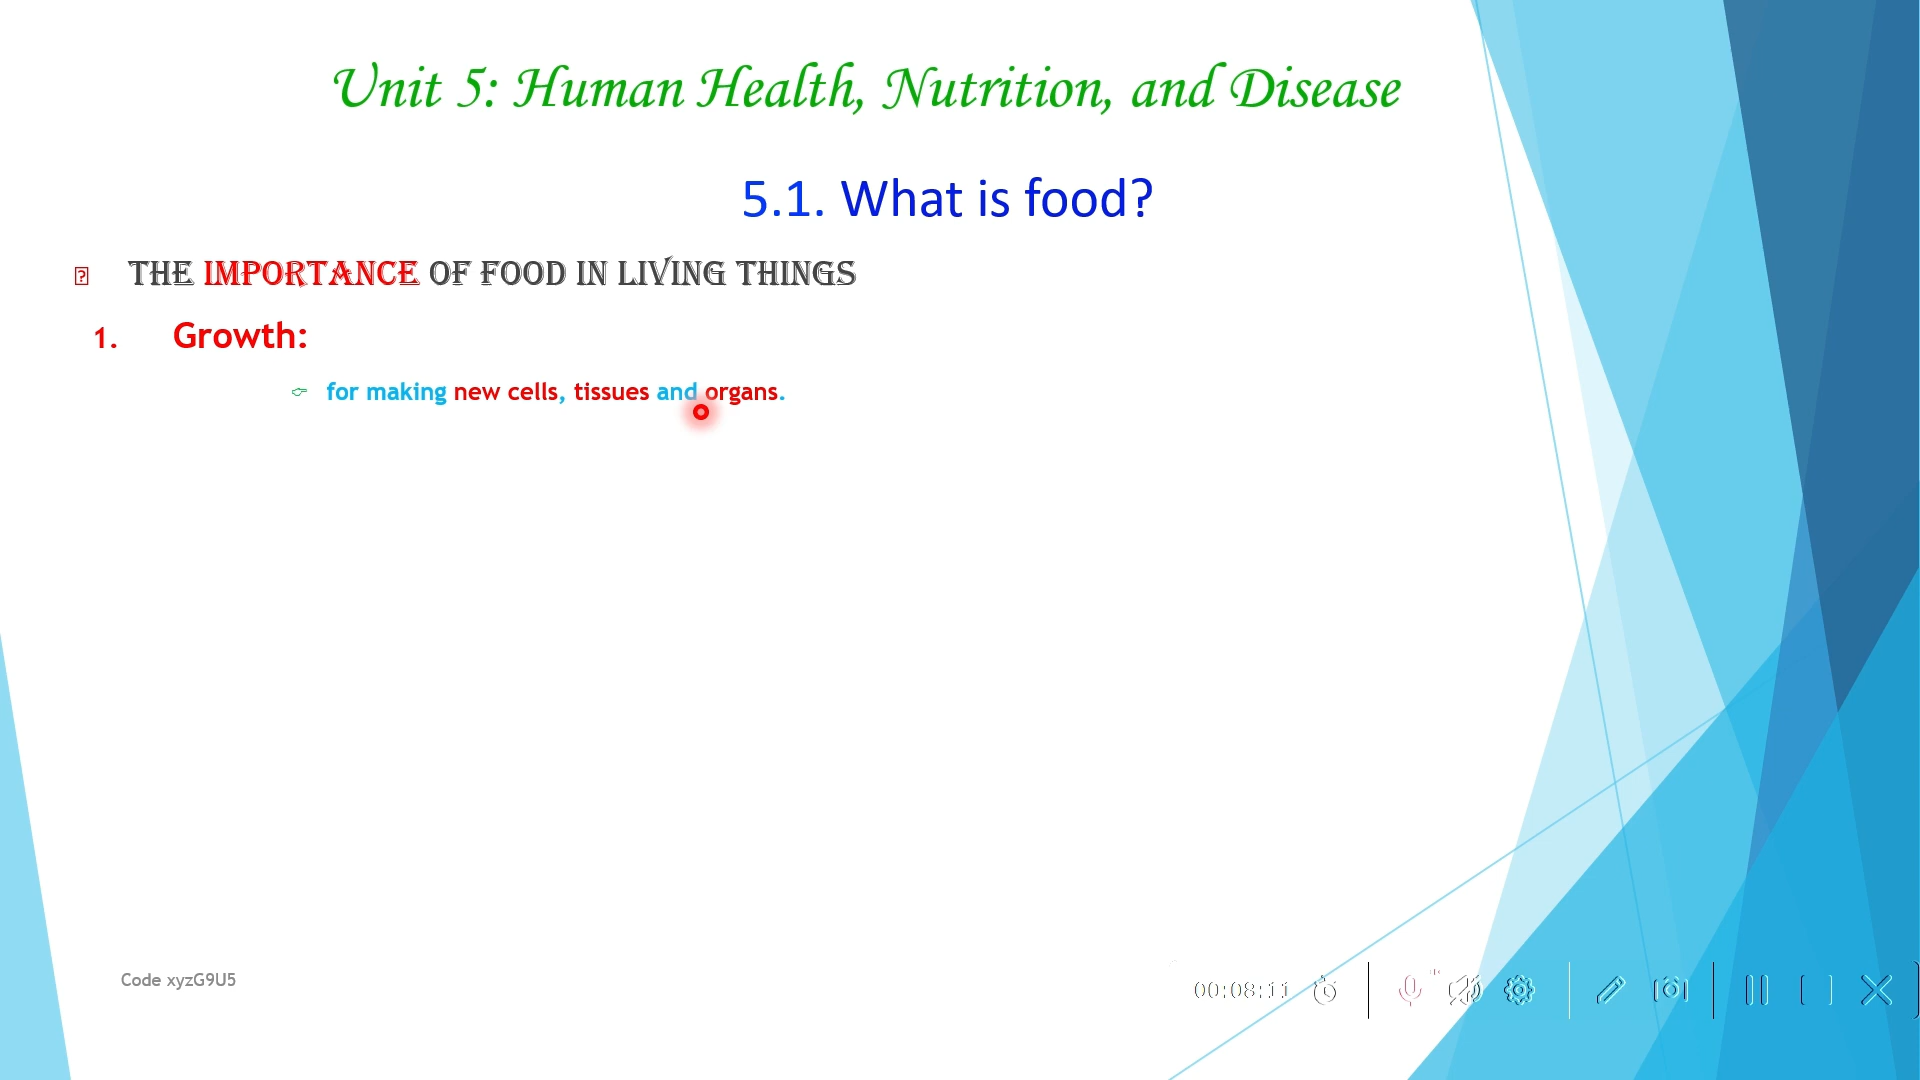 Unit 5: Human Health, Nutrition, and Disease
5.1. What is food?
THE IMPORTANCE OF FOOD IN LIVING THINGS
1. Growth:
☞ for making new cells, tissues and organs.
Code xyzG9U5
00:08:11